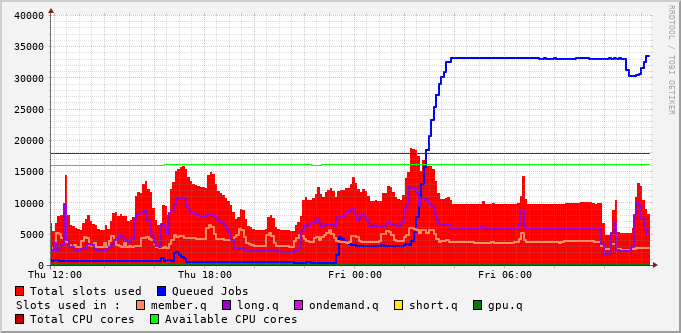 40000
35000
30000
25000
20000
15000
10000
5000
0
Thu 12:00 Thu 18:00 Fri 00:00 Fri 06:00
Total slots used Queued Jobs
Slots used in : member.q long.q ondemand.q short.q gpu.q
Total CPU cores Available CPU cores
RRDTOOL / TOBI OETIKER